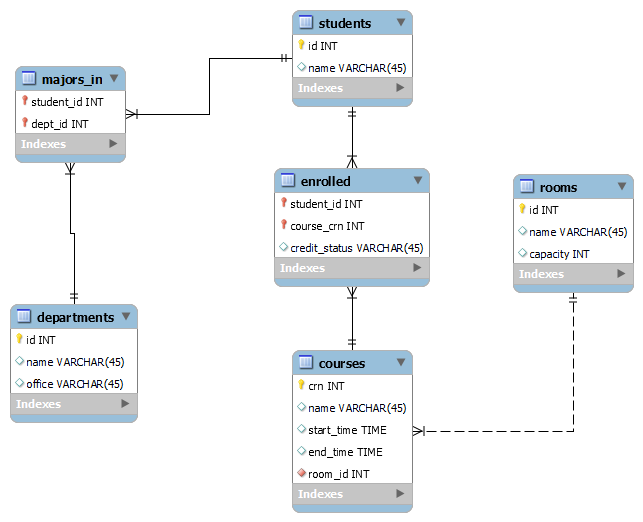 students
id INT
name VARCHAR(45)
Indexes
majors_in
student_id INT
dept_id INT
Indexes
enrolled
student_id INT
course_crn INT
credit_status VARCHAR(45)
Indexes
rooms
id INT
name VARCHAR(45)
capacity INT
Indexes
departments
id INT
name VARCHAR(45)
office VARCHAR(45)
Indexes
courses
crn INT
name VARCHAR(45)
start_time TIME
end_time TIME
room_id INT
Indexes